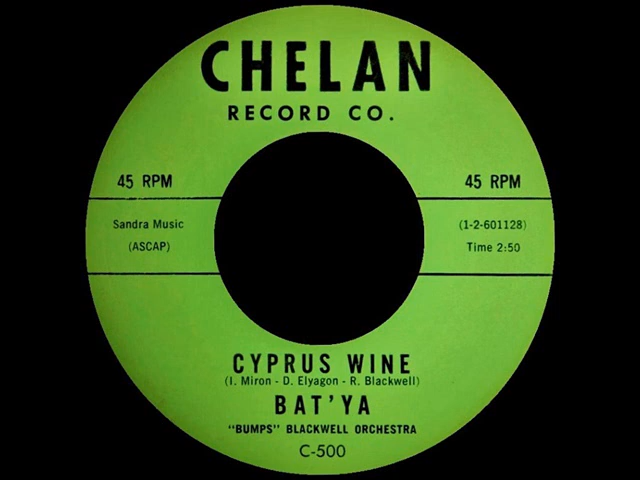 CHELAN
RECORD CO.
45 RPM
45 RPM
Sandra Music
(ASCAP)
(1-2-601128)
Time 2:50
CYPRUS WINE
(I. Miron - D. Elyagon - R. Blackwell)
BAT'YA
"BUMPS" BLACKWELL ORCHESTRA
C-500